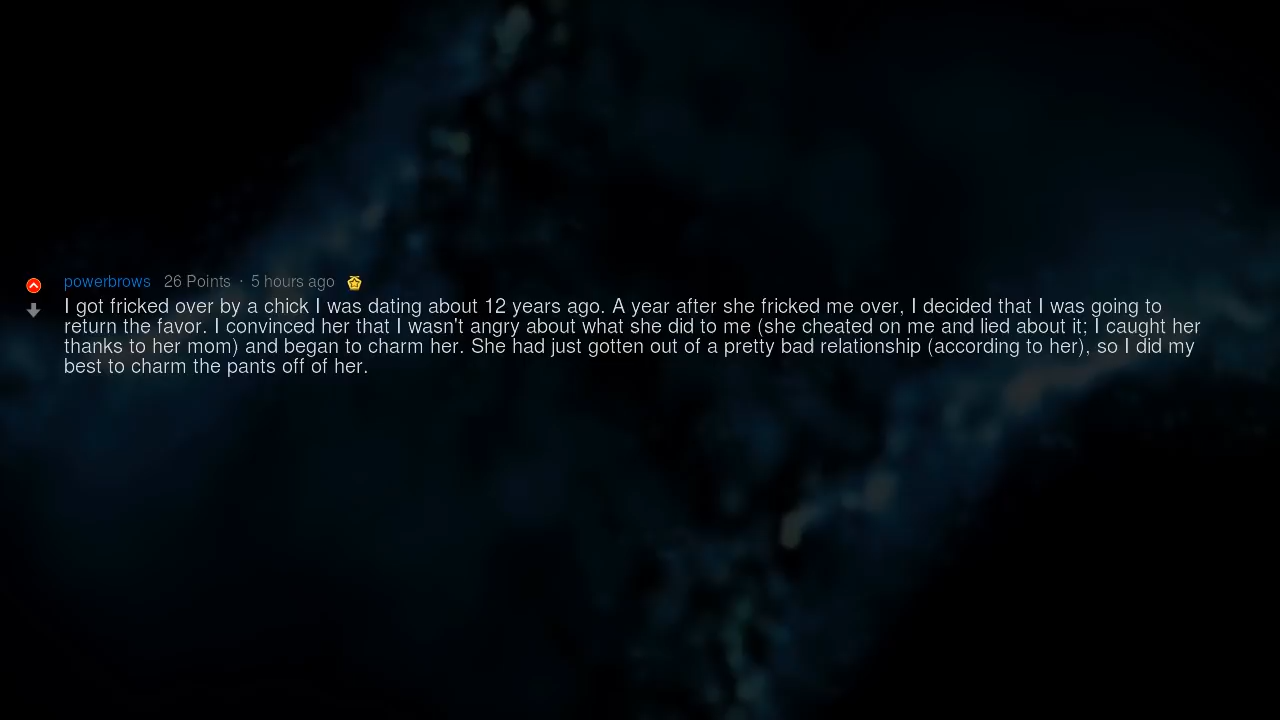 powerbrows 26 Points · 5 hours ago
I got fricked over by a chick I was dating about 12 years ago. A year after she fricked me over, I decided that I was going to
return the favor. I convinced her that I wasn't angry about what she did to me (she cheated on me and lied about it; I caught her
thanks to her mom) and began to charm her. She had just gotten out of a pretty bad relationship (according to her), so I did my
best to charm the pants off of her.